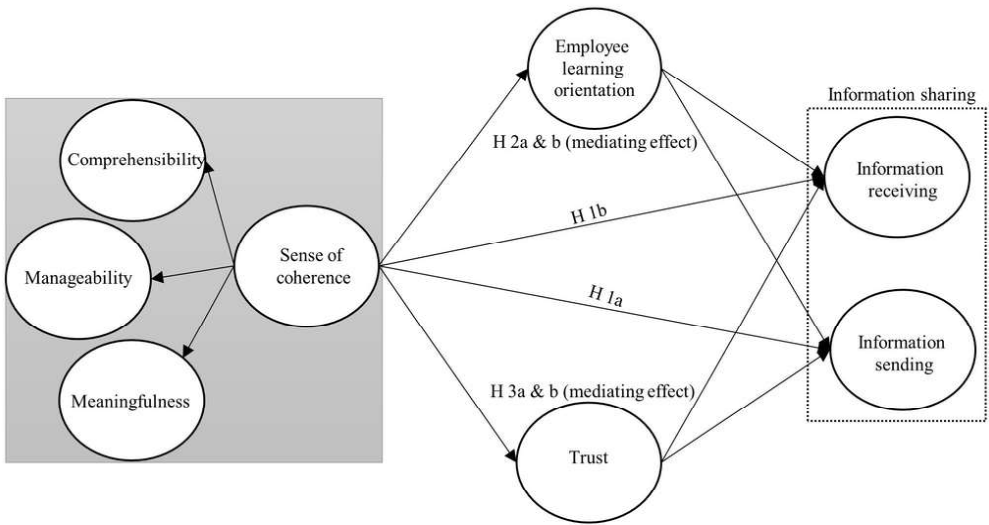 Employee
learning
orientation
Information sharing
H 2a & b (mediating effect)
Comprehensibility
Information
receiving
H 1b
Sense of
coherence
Manageability
H 1a
Information
sending
H 3a & b (mediating effect)
Meaningfulness
Trust